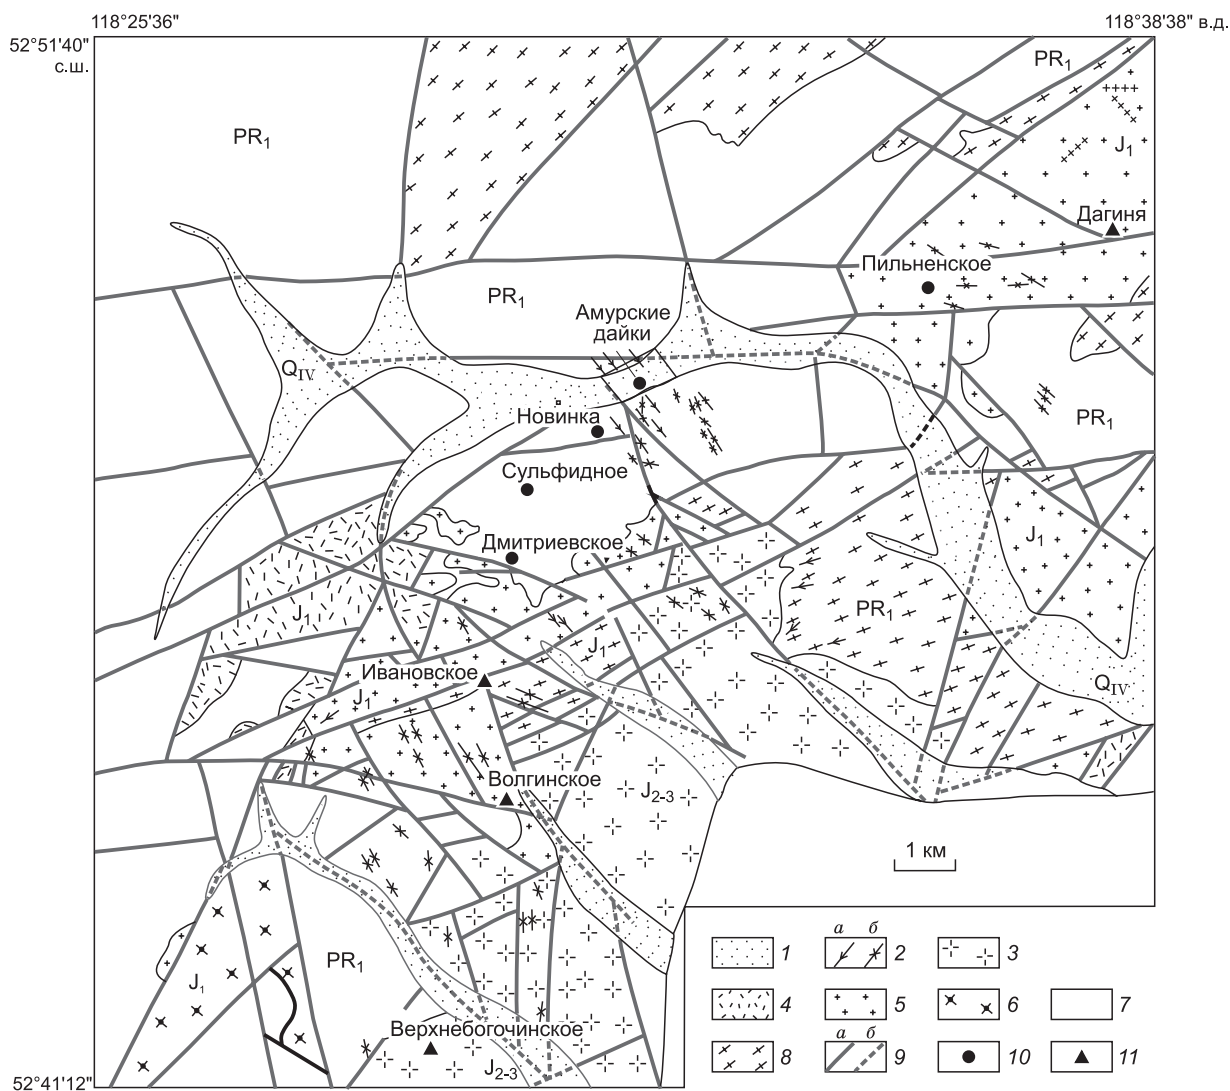 118°25'36"
118°38'38" в.д.
52°51'40"
с.ш.
PR₁
PR₁
J₁
Дагиня
Пильненское
PR₁
Амурские
дайки
Q_IV
Новинка
PR₁
Сульфидное
J₁
Дмитриевское
J₁
PR₁
J₁
Ивановское
J₁
Q_IV
Волгинское
J₂₋₃
1 км
PR₁
J₁
Верхнебогочинское
J₂₋₃
52°41'12"
1
а б
2
3
4
5
6
7
8
а б
9
10
11